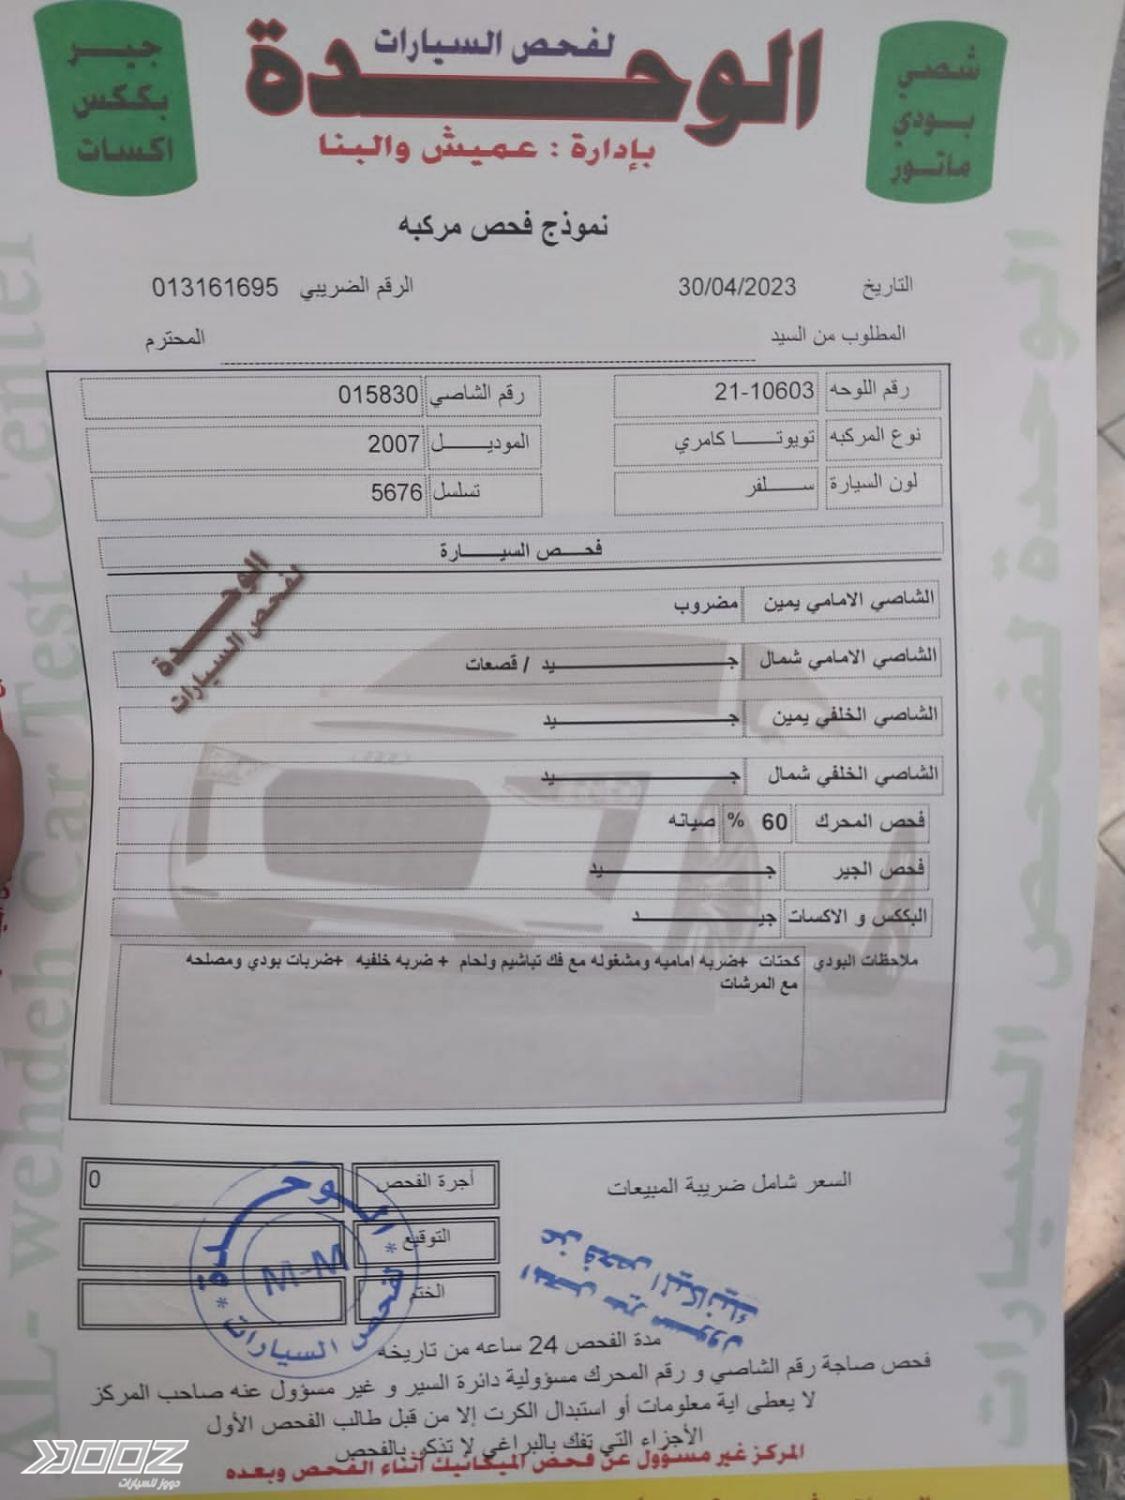 جير
بككس
اكسات
لفحص السيارات
الوحدة
بإدارة : عميش والبنا
شصي
بودي
ماتور
نموذج فحص مركبه
التاريخ 30/04/2023 الرقم الضريبي 013161695
المطلوب من السيد المحترم
رقم اللوحه 21-10603 رقم الشاصي 015830
نوع المركبه تويوتا كامري الموديل 2007
لون السيارة سلفر تسلسل 5676
فحص السيارة
الوحدة
لفحص السيارات
الشاصي الامامي يمين مضروب
الشاصي الامامي شمال جيد / قصعات
الشاصي الخلفي يمين جيد
الشاصي الخلفي شمال جيد
فحص المحرك 60 % صيانه
فحص الجير جيد
البككس و الاكسات جيد
ملاحظات البودي كحتات +ضربه اماميه ومشغوله مع فك تباشيم ولحام + ضربه خلفيه +ضربات بودي ومصلحه
مع المرشات
السعر شامل ضريبة المبيعات
أجرة الفحص 0
التوقيع
الختم
الوحدة
M-M
* لفحص السيارات *
مدة الفحص 24 ساعه من تاريخه
فحص صاجة رقم الشاصي و رقم المحرك مسؤولية دائرة السير و غير مسؤول عنه صاحب المركز
لا يعطى اية معلومات أو استبدال الكرت إلا من قبل طالب الفحص الأول
الأجزاء التي تفك بالبراغي لا تذكر بالفحص
المركز غير مسؤول عن فحص الميكانيك أثناء الفحص وبعده
الوحدة لفحص السيارات
AL- wehdeh Car Test Center
DOOZ
دووز للسيارات